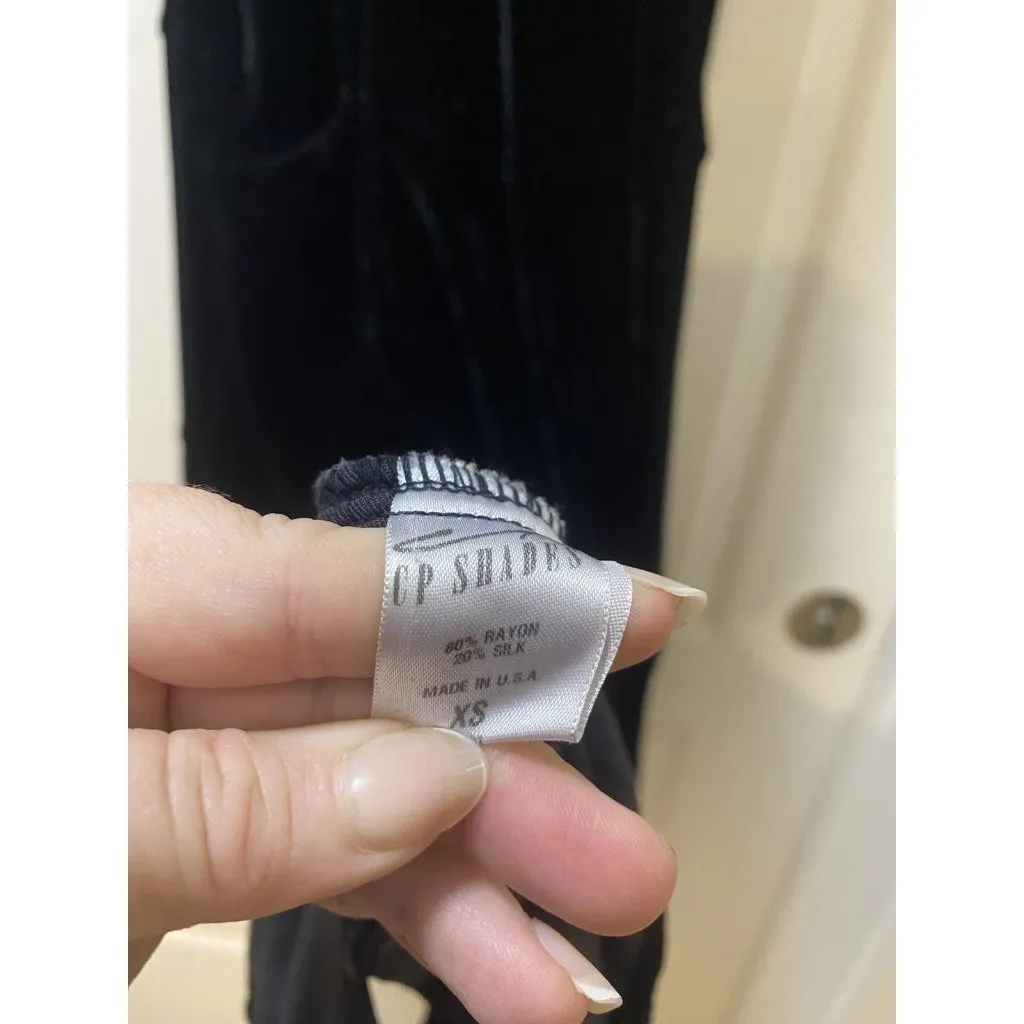 CP SHADES
80% RAYON
20% SILK
MADE IN U.S.A.
XS